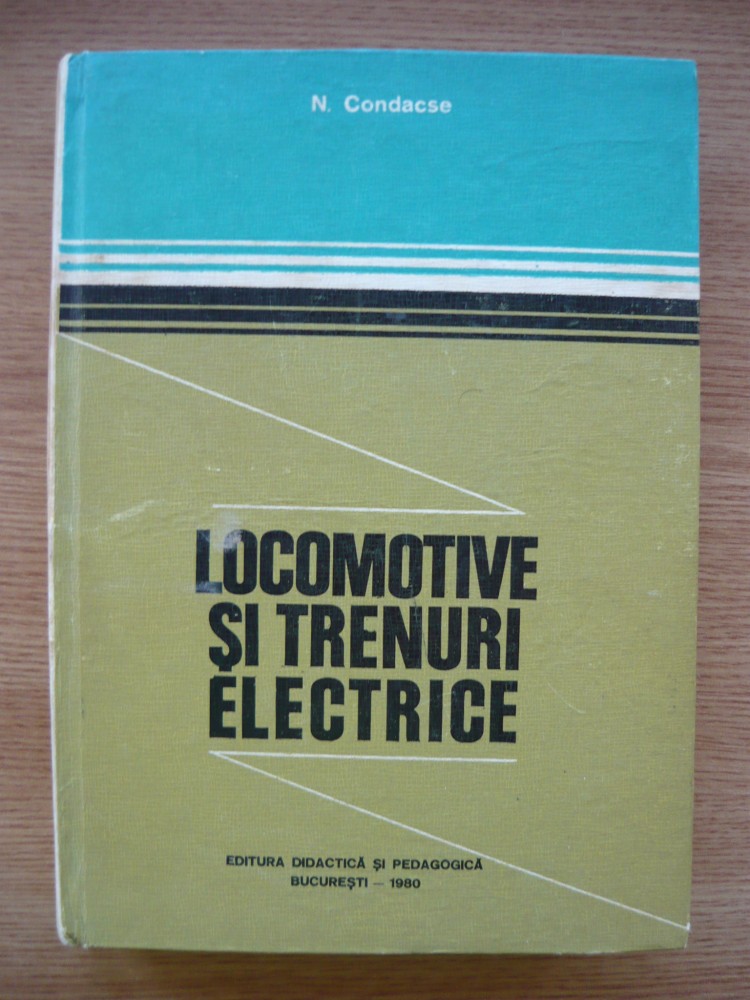 N. Condacse
LOCOMOTIVE
ȘI TRENURI
ELECTRICE
EDITURA DIDACTICĂ ȘI PEDAGOGICĂ
BUCUREȘTI — 1980